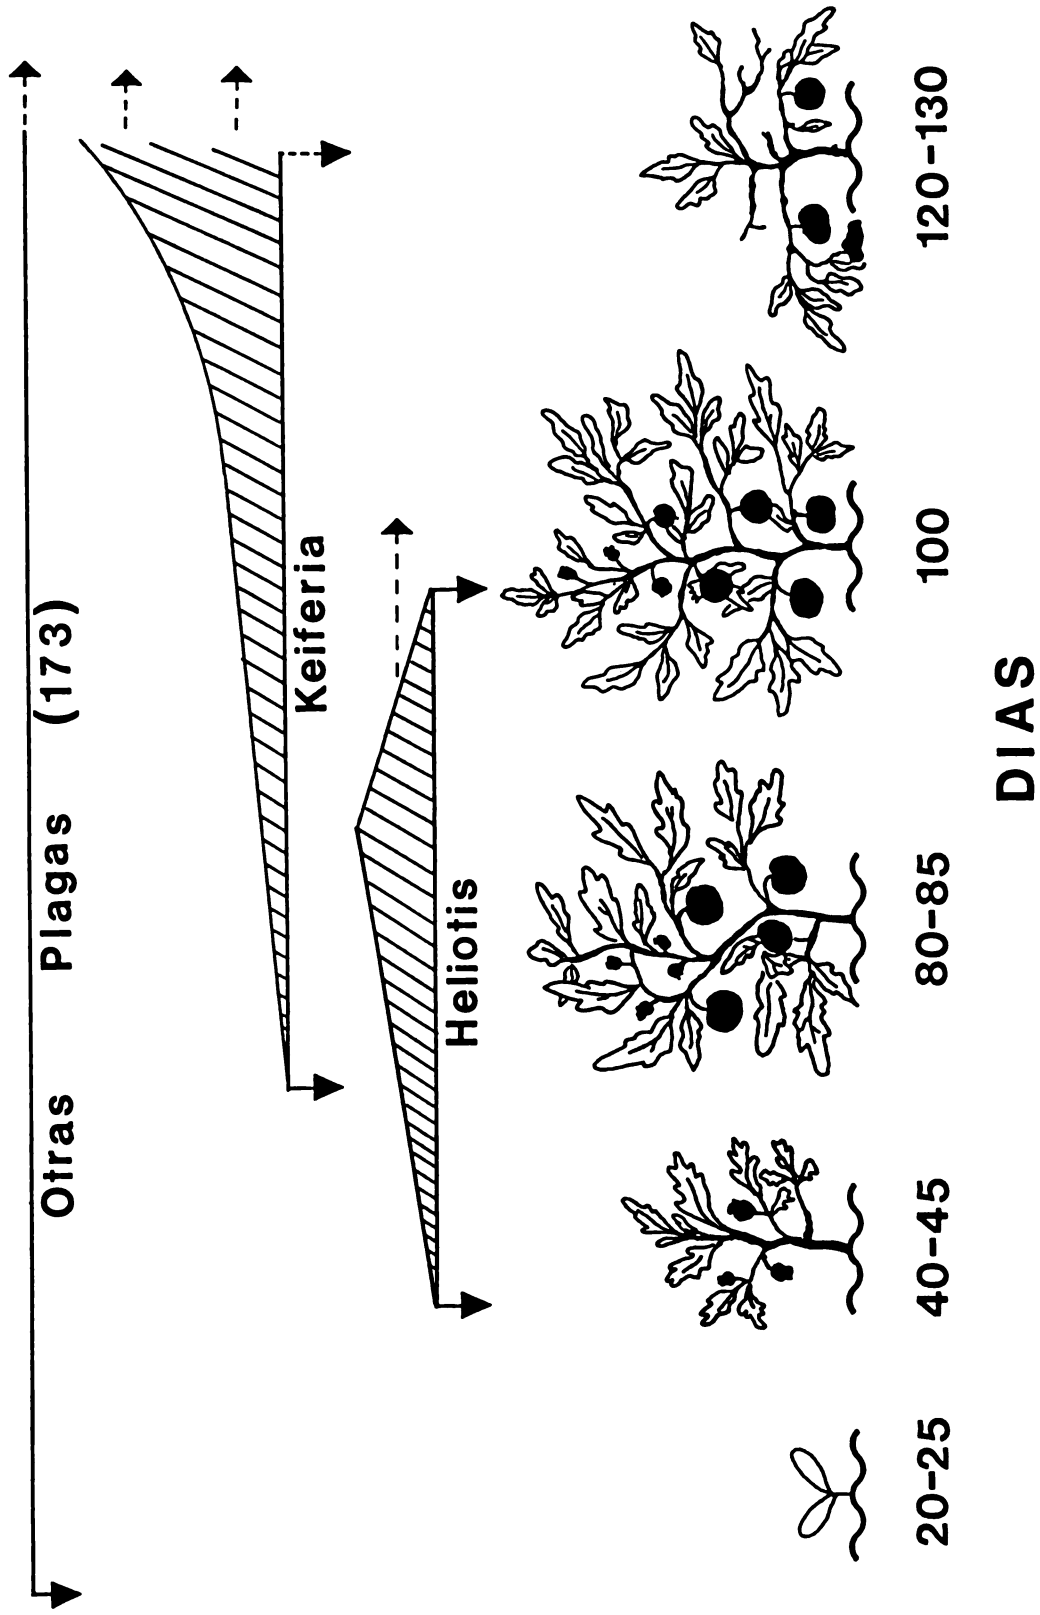 Otras Plagas (173)
Keiferia
Heliotis
20-25
40-45
80-85
100
120-130
DIAS